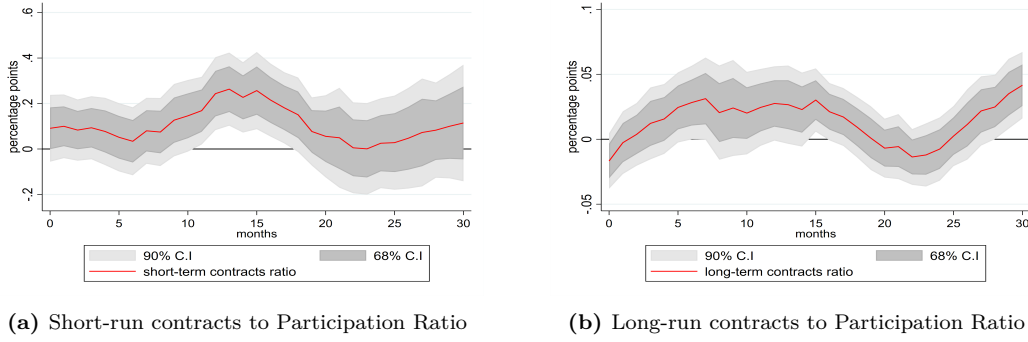 percentage points
.6
.4
.2
0
-.2
0
5
10
15
20
25
30
months
90% C.I
68% C.I
short-term contracts ratio
(a) Short-run contracts to Participation Ratio
percentage points
.1
.05
0
-.05
0
5
10
15
20
25
30
months
90% C.I
68% C.I
long-term contracts ratio
(b) Long-run contracts to Participation Ratio